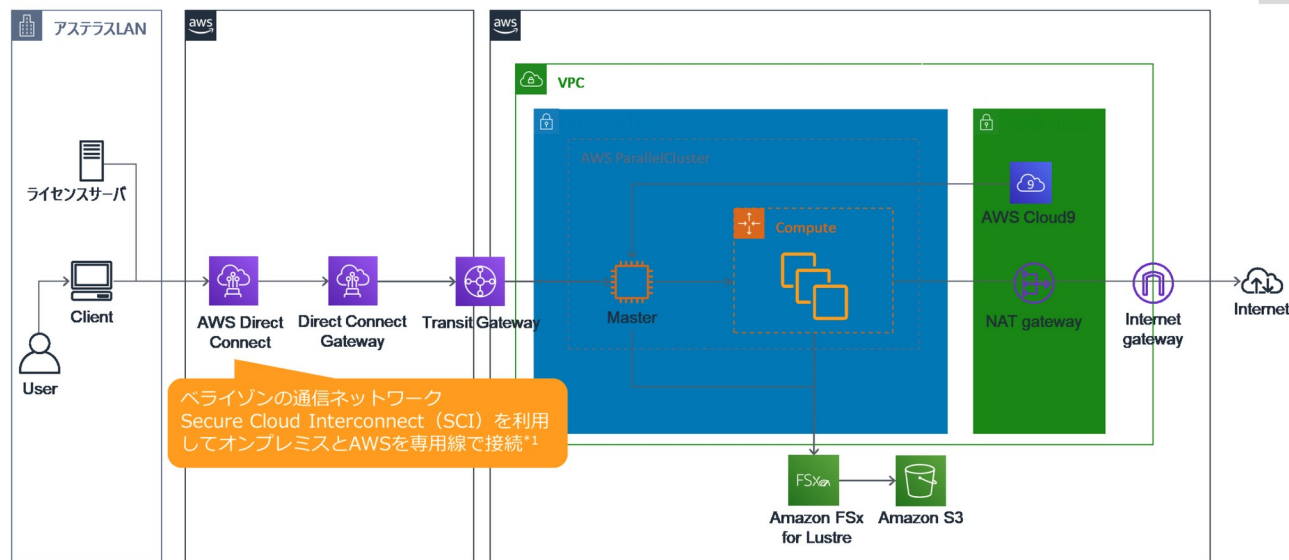 アステラスLAN
aws
aws
VPC
AWS ParallelCluster
ライセンスサーバ
9
AWS Cloud9
Compute
Client
AWS Direct
Connect
Direct Connect
Gateway
Transit Gateway
Master
NAT gateway
Internet
gateway
Internet
User
ベライゾンの通信ネットワーク
Secure Cloud Interconnect（SCI）を利用
してオンプレミスとAWSを専用線で接続*1
FSx
Amazon FSx
for Lustre
Amazon S3